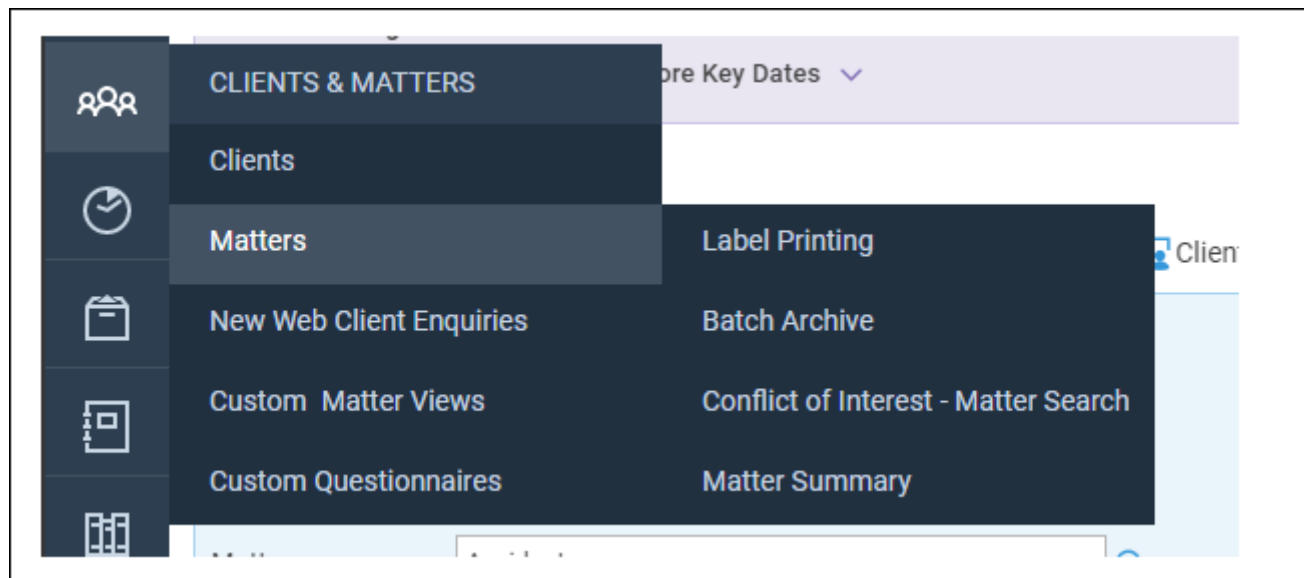 CLIENTS & MATTERS
ore Key Dates
Clients
Matters
Label Printing
Clien
New Web Client Enquiries
Batch Archive
Custom  Matter Views
Conflict of Interest - Matter Search
Custom Questionnaires
Matter Summary